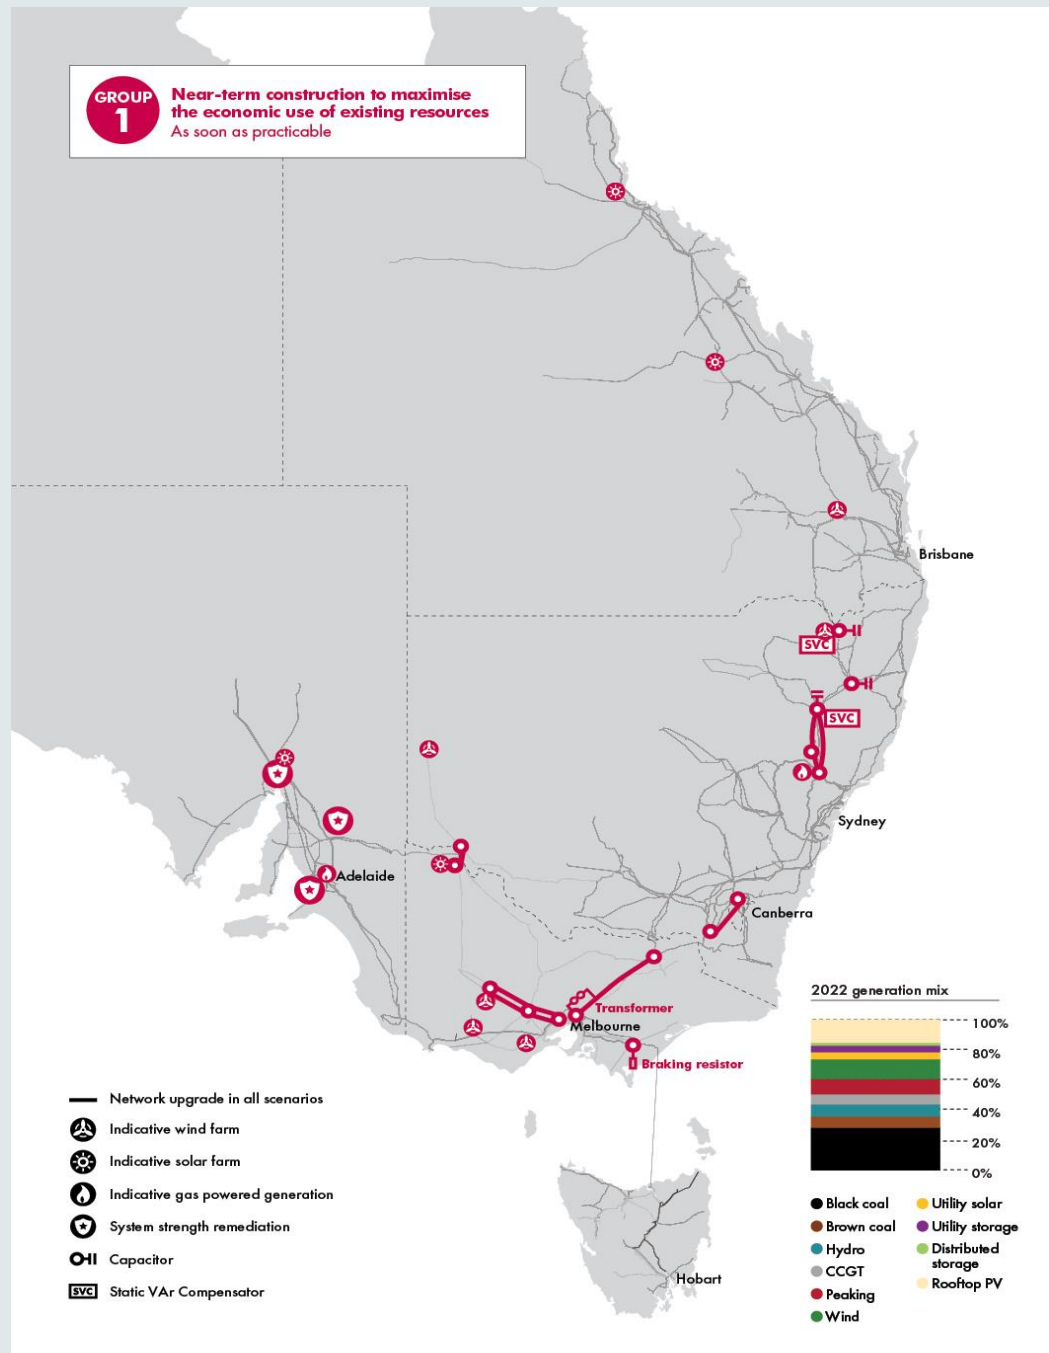 GROUP
1
Near-term construction to maximise
the economic use of existing resources
As soon as practicable
Brisbane
SVC
SVC
Sydney
Adelaide
Canberra
Transformer
Melbourne
Braking resistor
Hobart
Network upgrade in all scenarios
Indicative wind farm
Indicative solar farm
Indicative gas powered generation
System strength remediation
Capacitor
SVC Static VAr Compensator
2022 generation mix
100%
80%
60%
40%
20%
0%
Black coal
Brown coal
Hydro
CCGT
Peaking
Wind
Utility solar
Utility storage
Distributed
storage
Rooftop PV